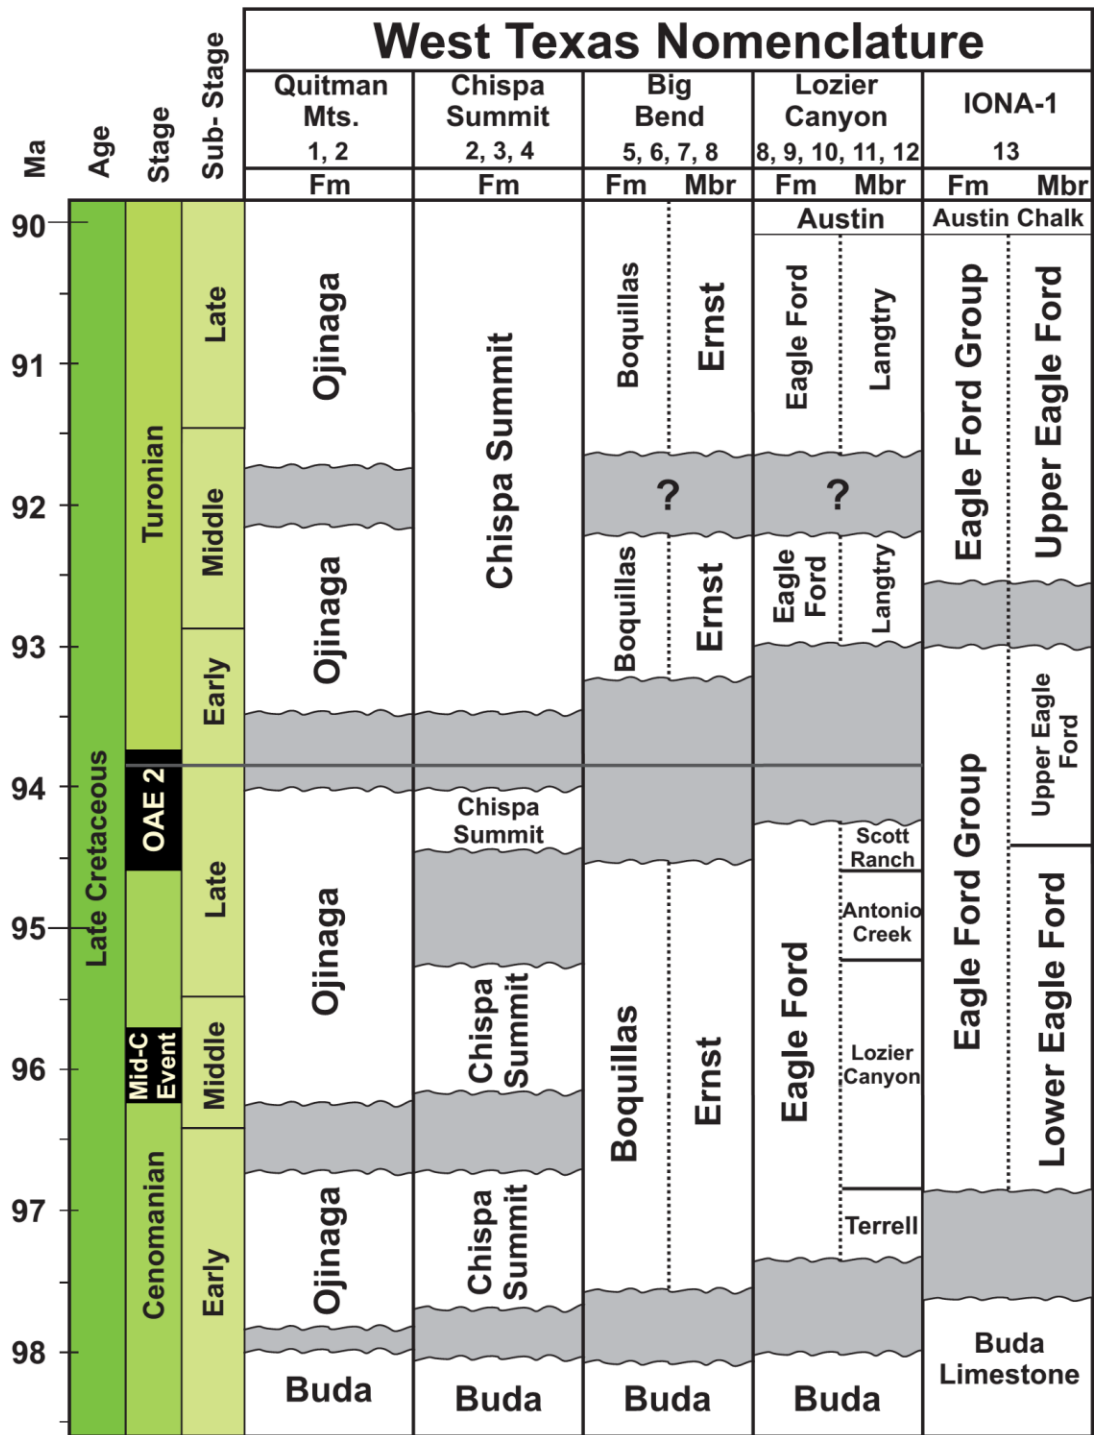 West Texas Nomenclature
Ma
Age
Stage
Sub- Stage
Quitman
Mts.
1, 2
Chispa
Summit
2, 3, 4
Big
Bend
5, 6, 7, 8
Lozier
Canyon
8, 9, 10, 11, 12
IONA-1
13
Fm
Fm
Fm Mbr
Fm Mbr
Fm Mbr
90
91
92
93
94
95
96
97
98
Late Cretaceous
Turonian
OAE 2
Mid-C
Event
Cenomanian
Late
Middle
Early
Late
Middle
Early
Ojinaga
Ojinaga
Ojinaga
Ojinaga
Buda
Chispa Summit
Chispa
Summit
Chispa
Summit
Chispa
Summit
Buda
Boquillas
Ernst
?
Boquillas
Ernst
Boquillas
Ernst
Buda
Austin
Eagle Ford
Langtry
?
Eagle
Ford
Langtry
Eagle Ford
Scott
Ranch
Antonio
Creek
Lozier
Canyon
Terrell
Buda
Austin Chalk
Eagle Ford Group
Upper Eagle Ford
Eagle Ford Group
Upper Eagle
Ford
Lower Eagle Ford
Buda
Limestone